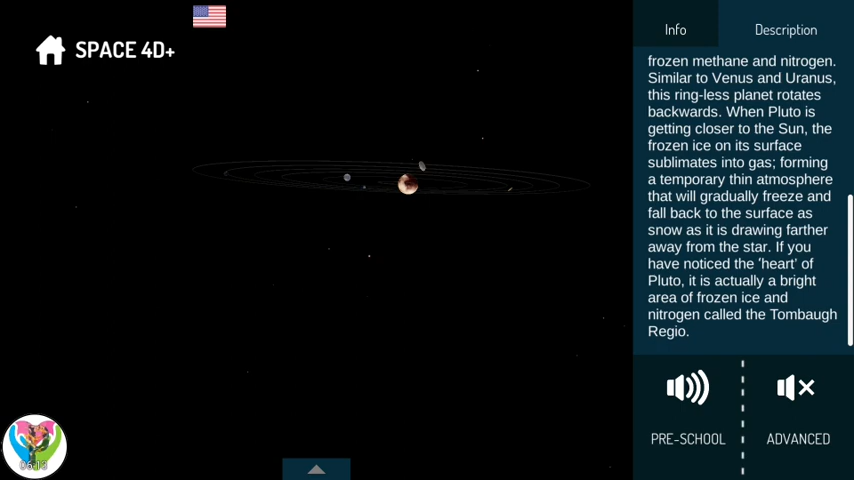 SPACE 4D+
Info
Description
frozen methane and nitrogen.
Similar to Venus and Uranus,
this ring-less planet rotates
backwards. When Pluto is
getting closer to the Sun, the
frozen ice on its surface
sublimates into gas; forming
a temporary thin atmosphere
that will gradually freeze and
fall back to the surface as
snow as it is drawing farther
away from the star. If you
have noticed the 'heart' of
Pluto, it is actually a bright
area of frozen ice and
nitrogen called the Tombaugh
Regio.
PRE-SCHOOL
ADVANCED
06:13